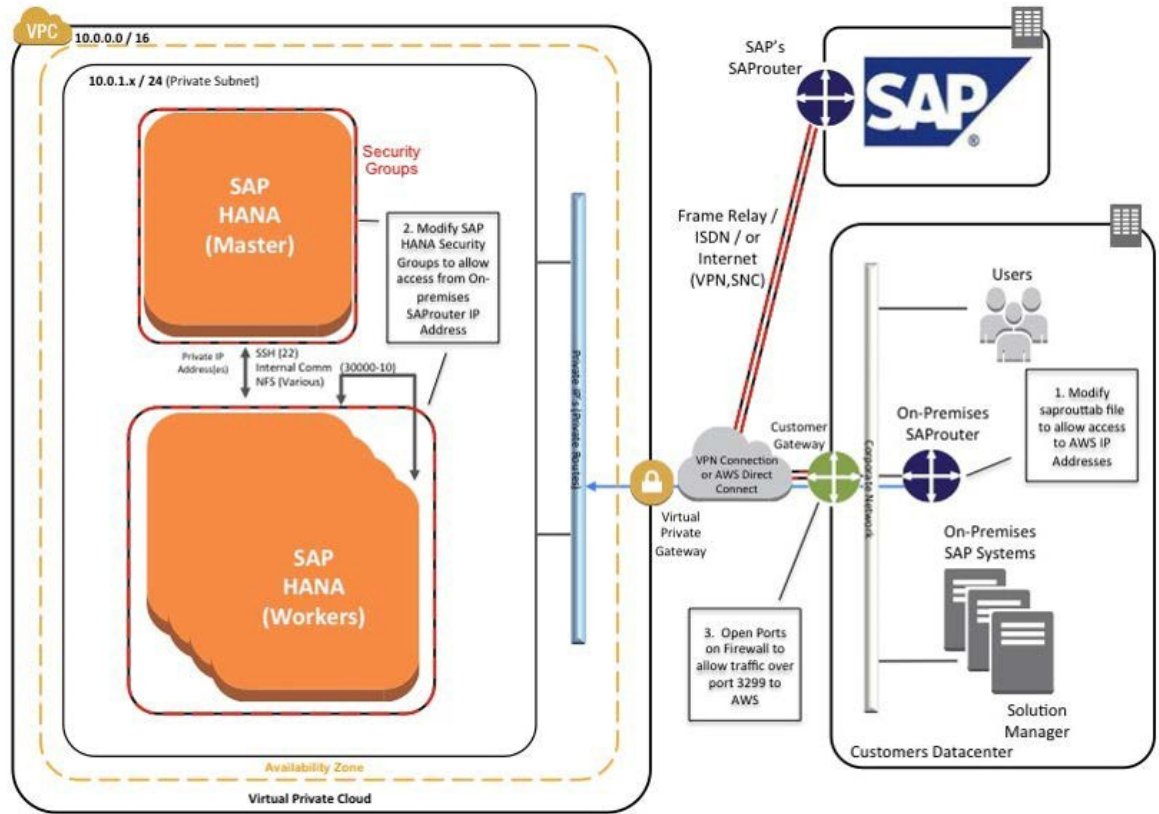 VPC
10.0.0.0 / 16
10.0.1.x / 24 (Private Subnet)
SAP
HANA
(Master)
Security
Groups
2. Modify SAP
HANA Security
Groups to allow
access from On-
premises
SAProuter IP
Address
Private IP
Address(es)
SSH (22)
Internal Comm (30000-10)
NFS (Various)
SAP
HANA
(Workers)
Private IP's (Private Routes)
Availability Zone
Virtual Private Cloud
SAP's
SAProuter
SAP
®
Frame Relay /
ISDN / or
Internet
(VPN,SNC)
VPN Connection
or AWS Direct
Connect
Virtual
Private
Gateway
Customer
Gateway
3. Open Ports
on Firewall to
allow traffic over
port 3299 to
AWS
Corporate Network
Users
On-Premises
SAProuter
1. Modify
saprouttab file
to allow access
to AWS IP
Addresses
On-Premises
SAP Systems
Solution
Manager
Customers Datacenter